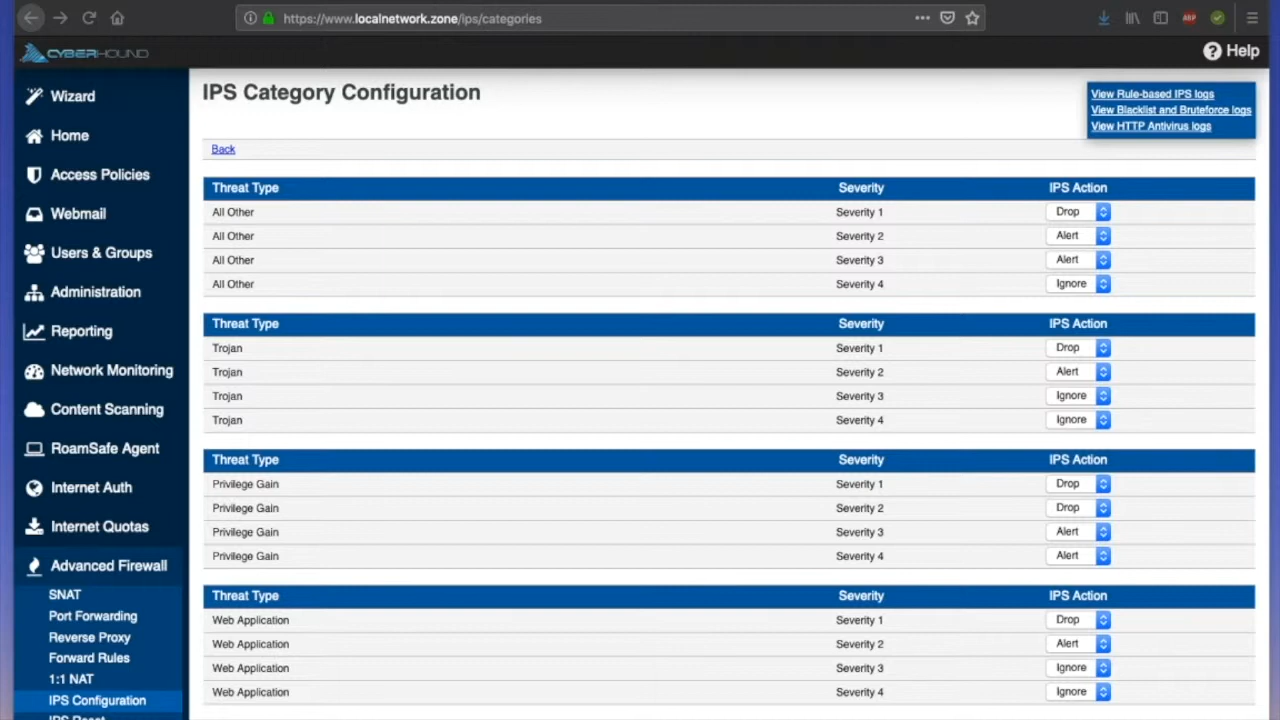 https://www.localnetwork.zone/ips/categories
ABP
CYBERHOUND
Help
Wizard
Home
Access Policies
Webmail
Users & Groups
Administration
Reporting
Network Monitoring
Content Scanning
RoamSafe Agent
Internet Auth
Internet Quotas
Advanced Firewall
SNAT
Port Forwarding
Reverse Proxy
Forward Rules
1:1 NAT
IPS Configuration
IPS Reset
IPS Category Configuration
View Rule-based IPS logs
View Blacklist and Bruteforce logs
View HTTP Antivirus logs
Back
Threat Type Severity IPS Action
All Other Severity 1 Drop
All Other Severity 2 Alert
All Other Severity 3 Alert
All Other Severity 4 Ignore
Threat Type Severity IPS Action
Trojan Severity 1 Drop
Trojan Severity 2 Alert
Trojan Severity 3 Ignore
Trojan Severity 4 Ignore
Threat Type Severity IPS Action
Privilege Gain Severity 1 Drop
Privilege Gain Severity 2 Drop
Privilege Gain Severity 3 Alert
Privilege Gain Severity 4 Alert
Threat Type Severity IPS Action
Web Application Severity 1 Drop
Web Application Severity 2 Alert
Web Application Severity 3 Ignore
Web Application Severity 4 Ignore